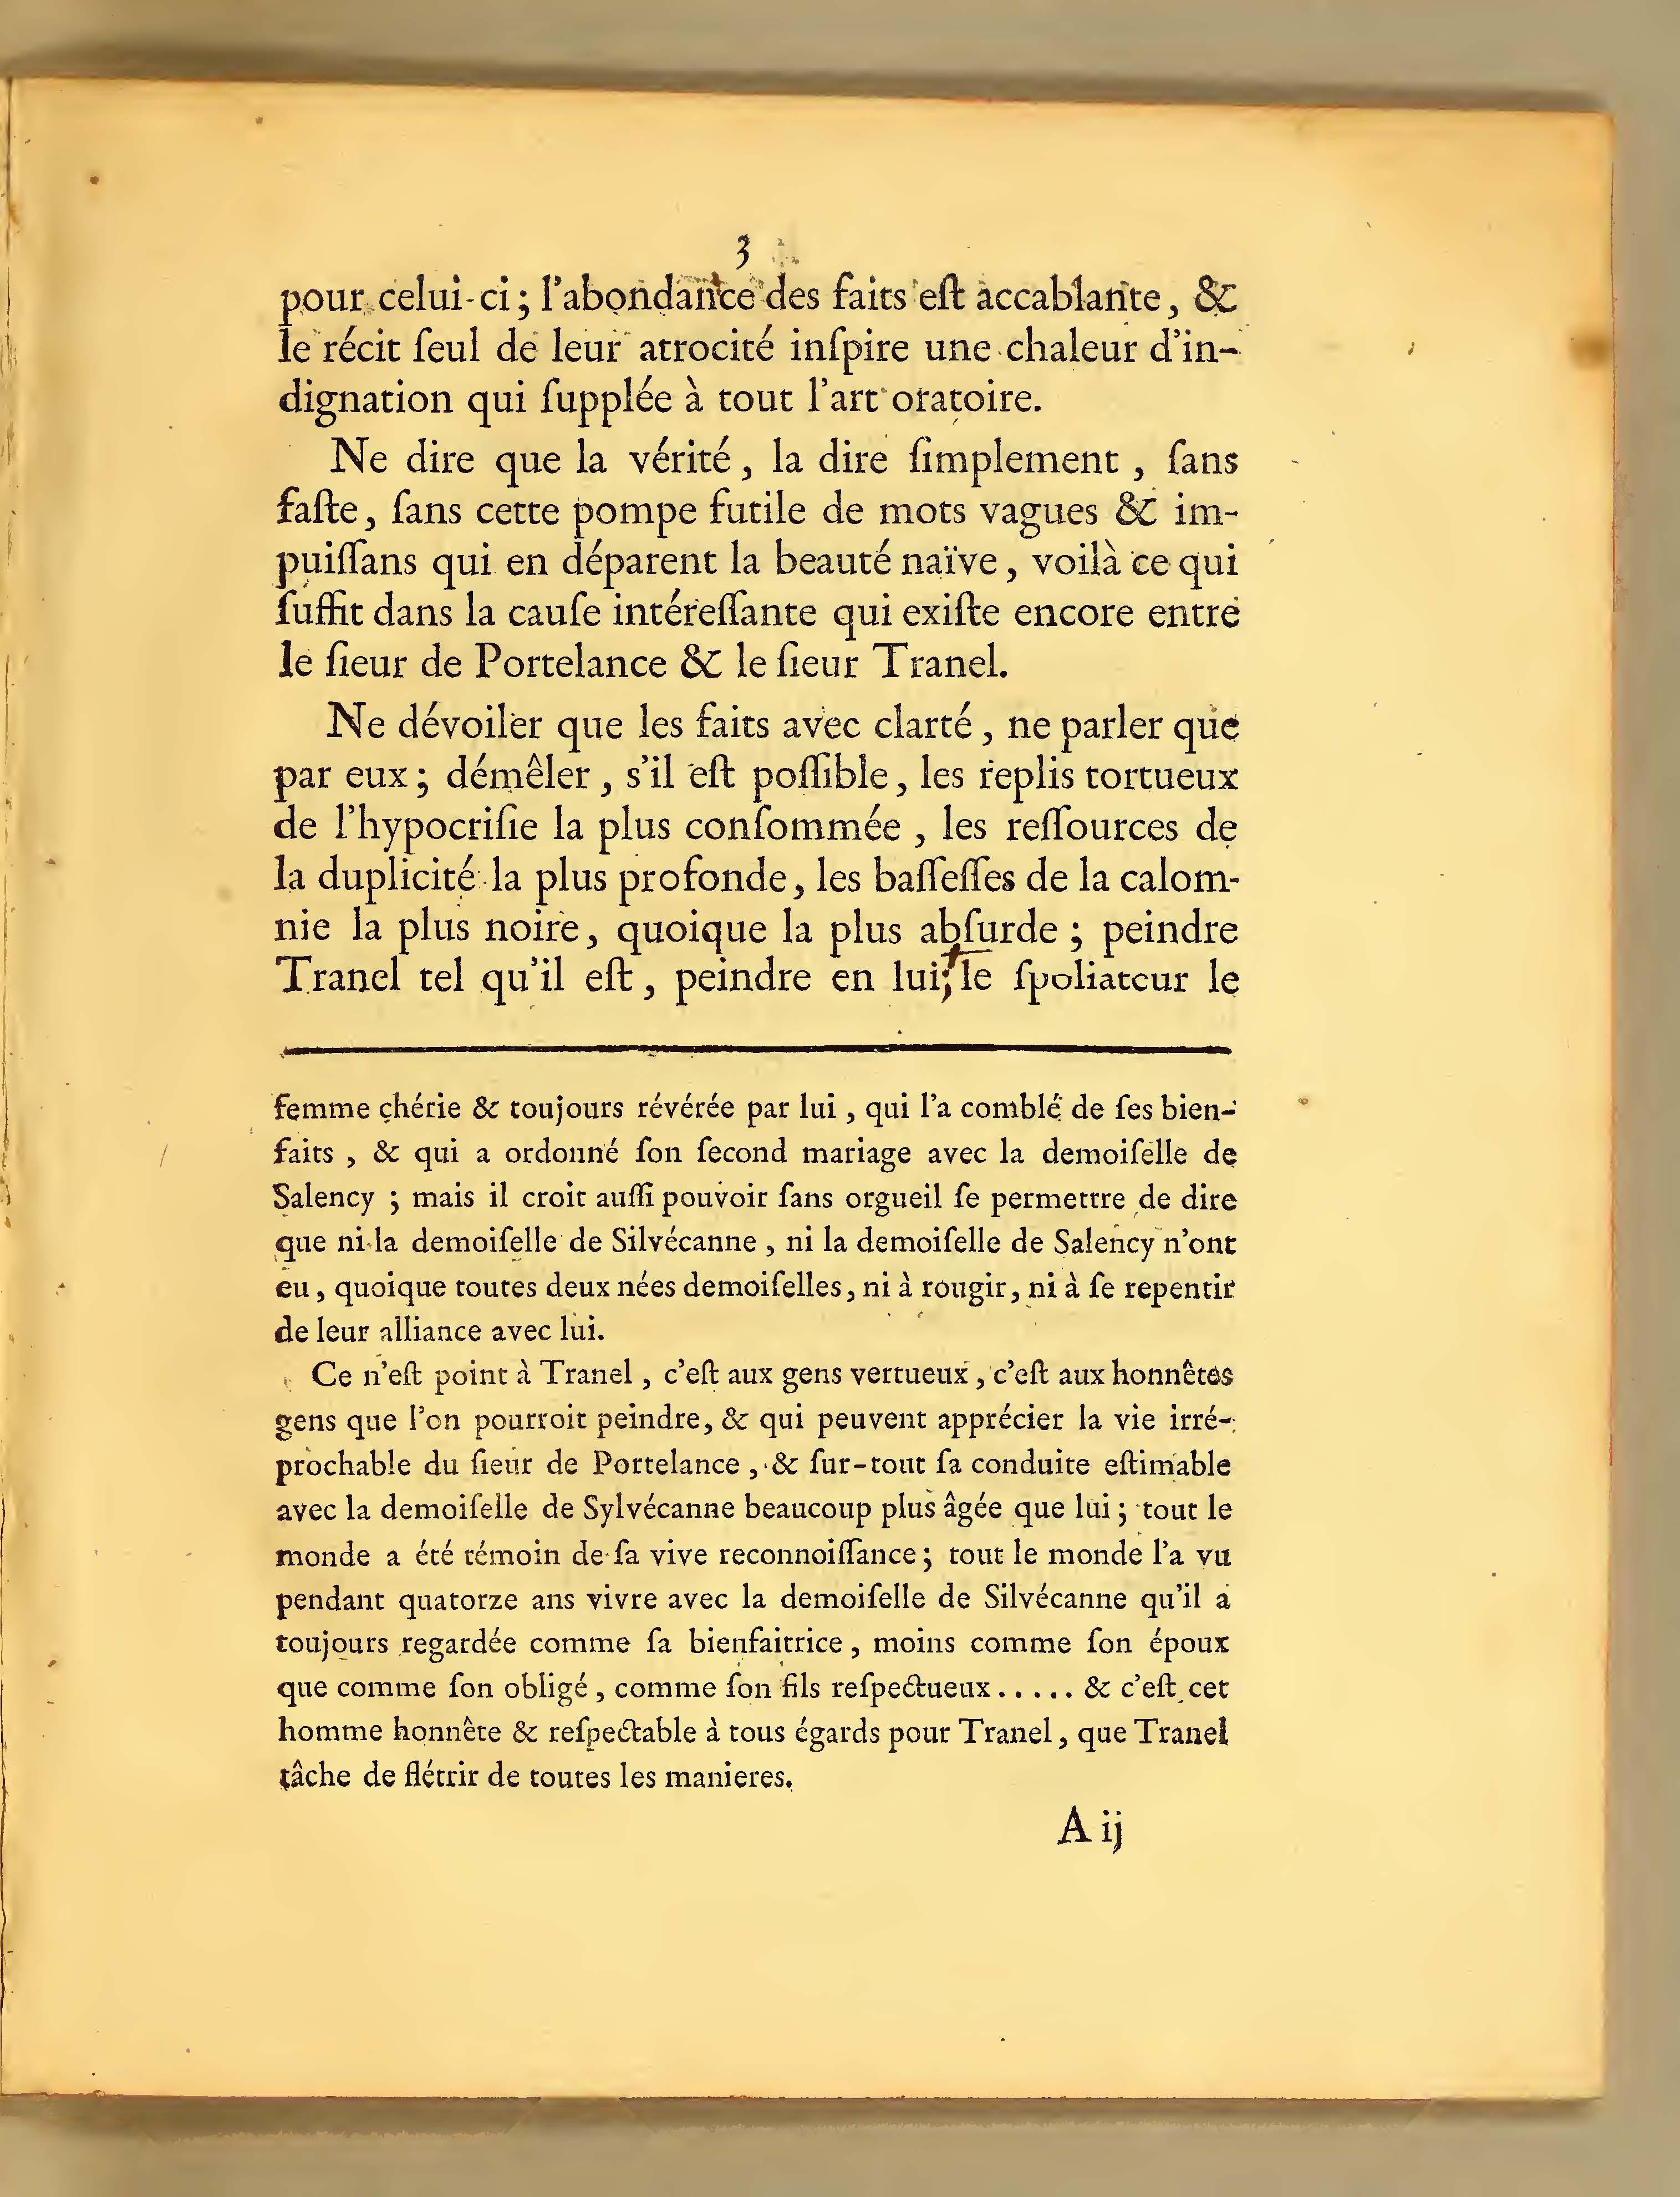 3
pour celui-ci ; l'abondance des faits eſt accablante, &
le récit ſeul de leur atrocité inſpire une chaleur d'in-
dignation qui ſupplée à tout l'art oratoire.
Ne dire que la vérité, la dire ſimplement, ſans
faſte, ſans cette pompe futile de mots vagues & im-
puiſſans qui en déparent la beauté naïve, voilà ce qui
ſuffit dans la cauſe intéreſſante qui exiſte encore entre
le ſieur de Portelance & le ſieur Tranel.
Ne dévoiler que les faits avec clarté, ne parler que
par eux ; démêler, s'il eſt poſſible, les replis tortueux
de l'hypocriſie la plus conſommée, les reſſources de
la duplicité la plus profonde, les baſſeſſes de la calom-
nie la plus noire, quoique la plus abſurde ; peindre
Tranel tel qu'il eſt, peindre en lui, le ſpoliateur le
femme chérie & toujours révérée par lui, qui l'a comblé de ſes bien-
faits, & qui a ordonné ſon ſecond mariage avec la demoiſelle de
Salency ; mais il croit auſſi pouvoir ſans orgueil ſe permettre de dire
que ni la demoiſelle de Silvécanne, ni la demoiſelle de Salency n'ont
eu, quoique toutes deux nées demoiſelles, ni à rougir, ni à ſe repentir
de leur alliance avec lui.
Ce n'eſt point à Tranel, c'eſt aux gens vertueux, c'eſt aux honnêtes
gens que l'on pourroit peindre, & qui peuvent apprécier la vie irré-
prochable du ſieur de Portelance, & ſur-tout ſa conduite eſtimable
avec la demoiſelle de Sylvécanne beaucoup plus âgée que lui ; tout le
monde a été témoin de ſa vive reconnoiſſance ; tout le monde l'a vu
pendant quatorze ans vivre avec la demoiſelle de Silvécanne qu'il a
toujours regardée comme ſa bienfaitrice, moins comme ſon époux
que comme ſon obligé, comme ſon fils reſpectueux..... & c'eſt cet
homme honnête & reſpectable à tous égards pour Tranel, que Tranel
tâche de flétrir de toutes les manieres.
A ij